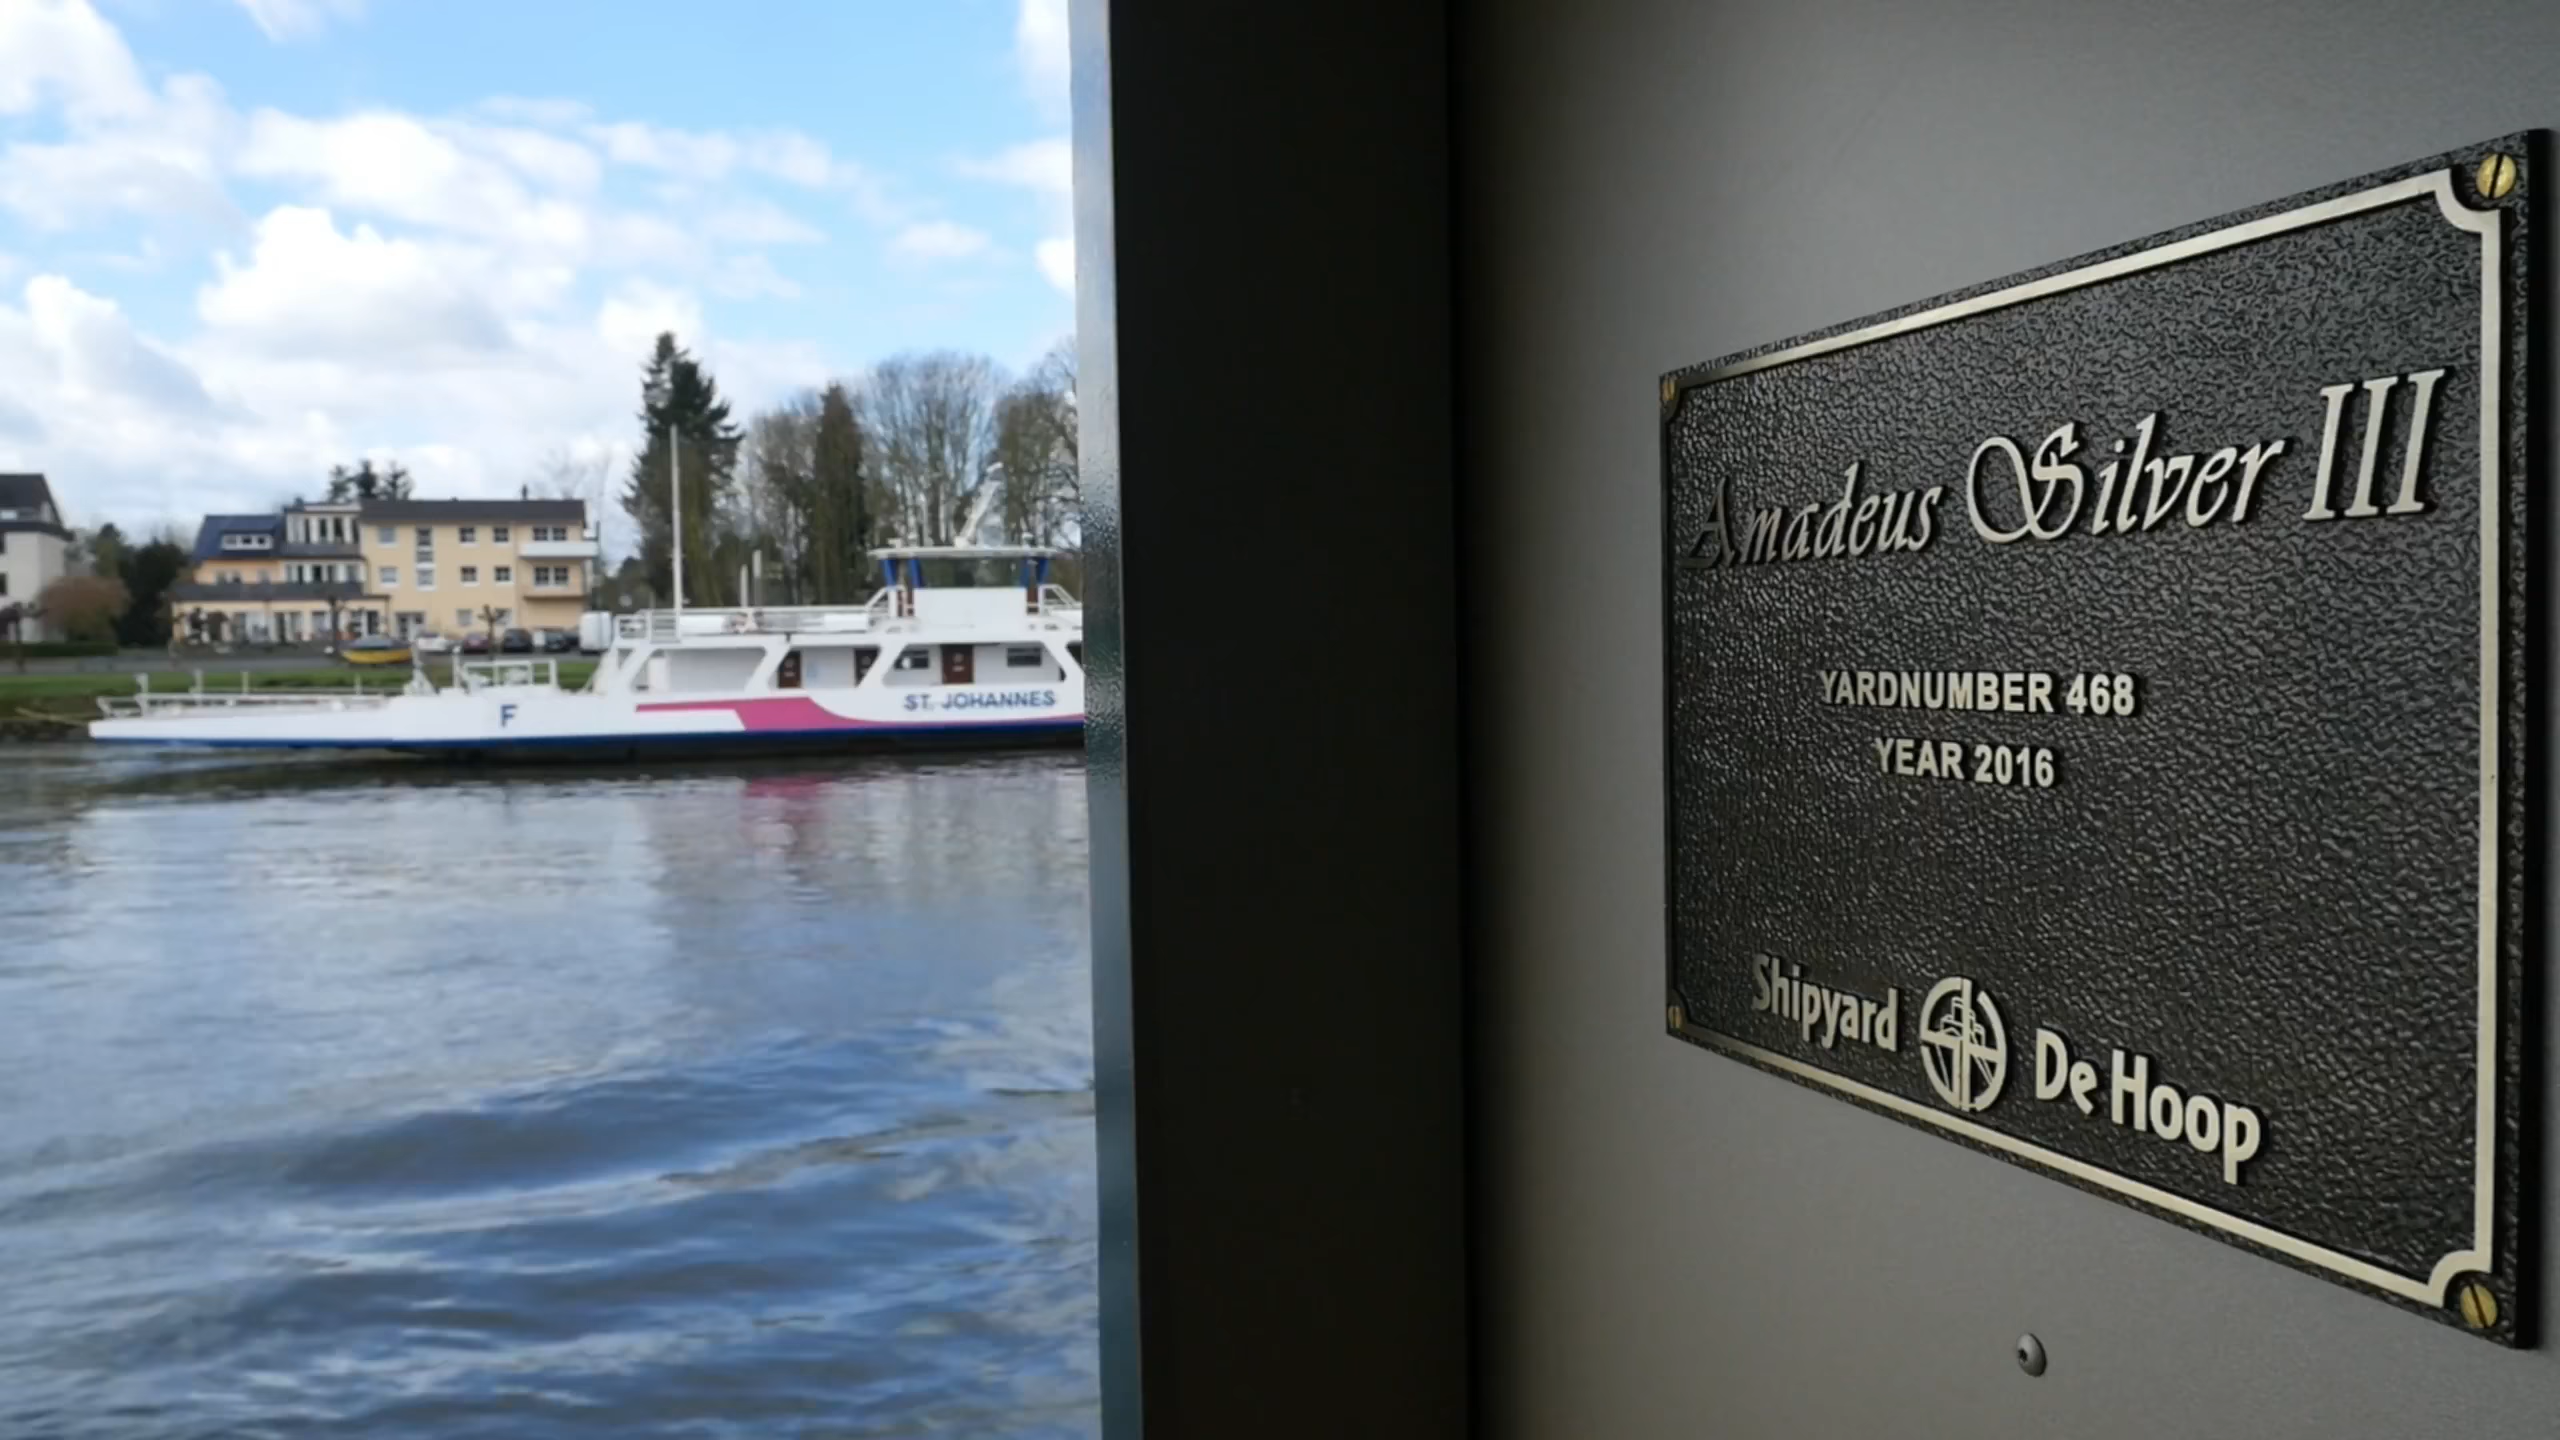 F
ST. JOHANNES
Amadeus Silver III
YARDNUMBER 468
YEAR 2016
Shipyard De Hoop